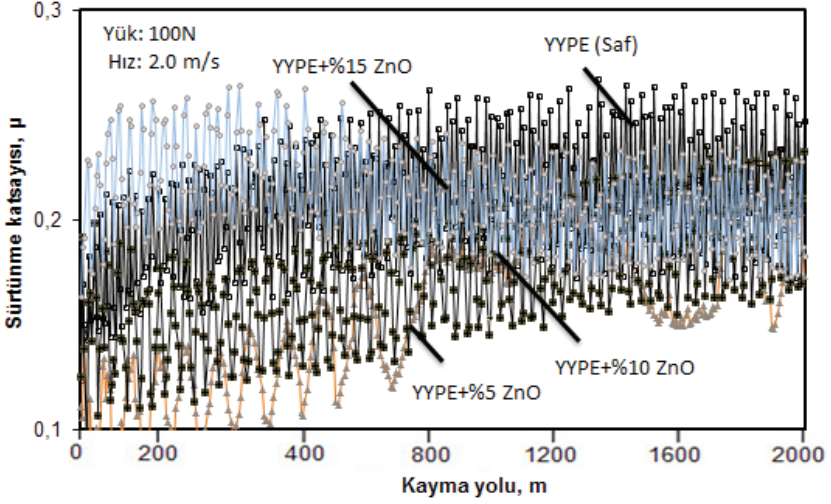 0,3
Yük: 100N
Hız: 2.0 m/s
YYPE+%15 ZnO
YYPE (Saf)
0,2
Sürtünme katsayısı, µ
YYPE+%10 ZnO
YYPE+%5 ZnO
0,1
0 200 400 800 1200 1600 2000
Kayma yolu, m